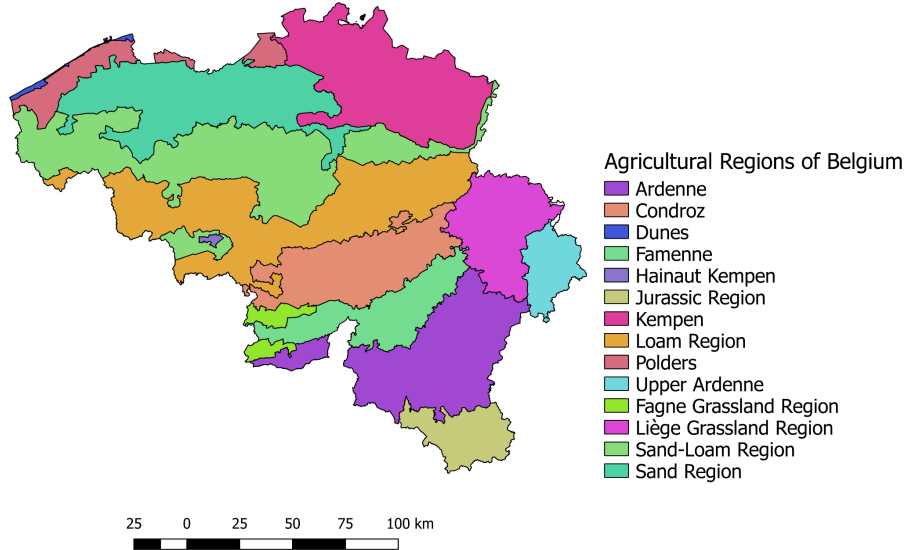 Agricultural Regions of Belgium
Ardenne
Condroz
Dunes
Famenne
Hainaut Kempen
Jurassic Region
Kempen
Loam Region
Polders
Upper Ardenne
Fagne Grassland Region
Liège Grassland Region
Sand-Loam Region
Sand Region
25 0 25 50 75 100 km